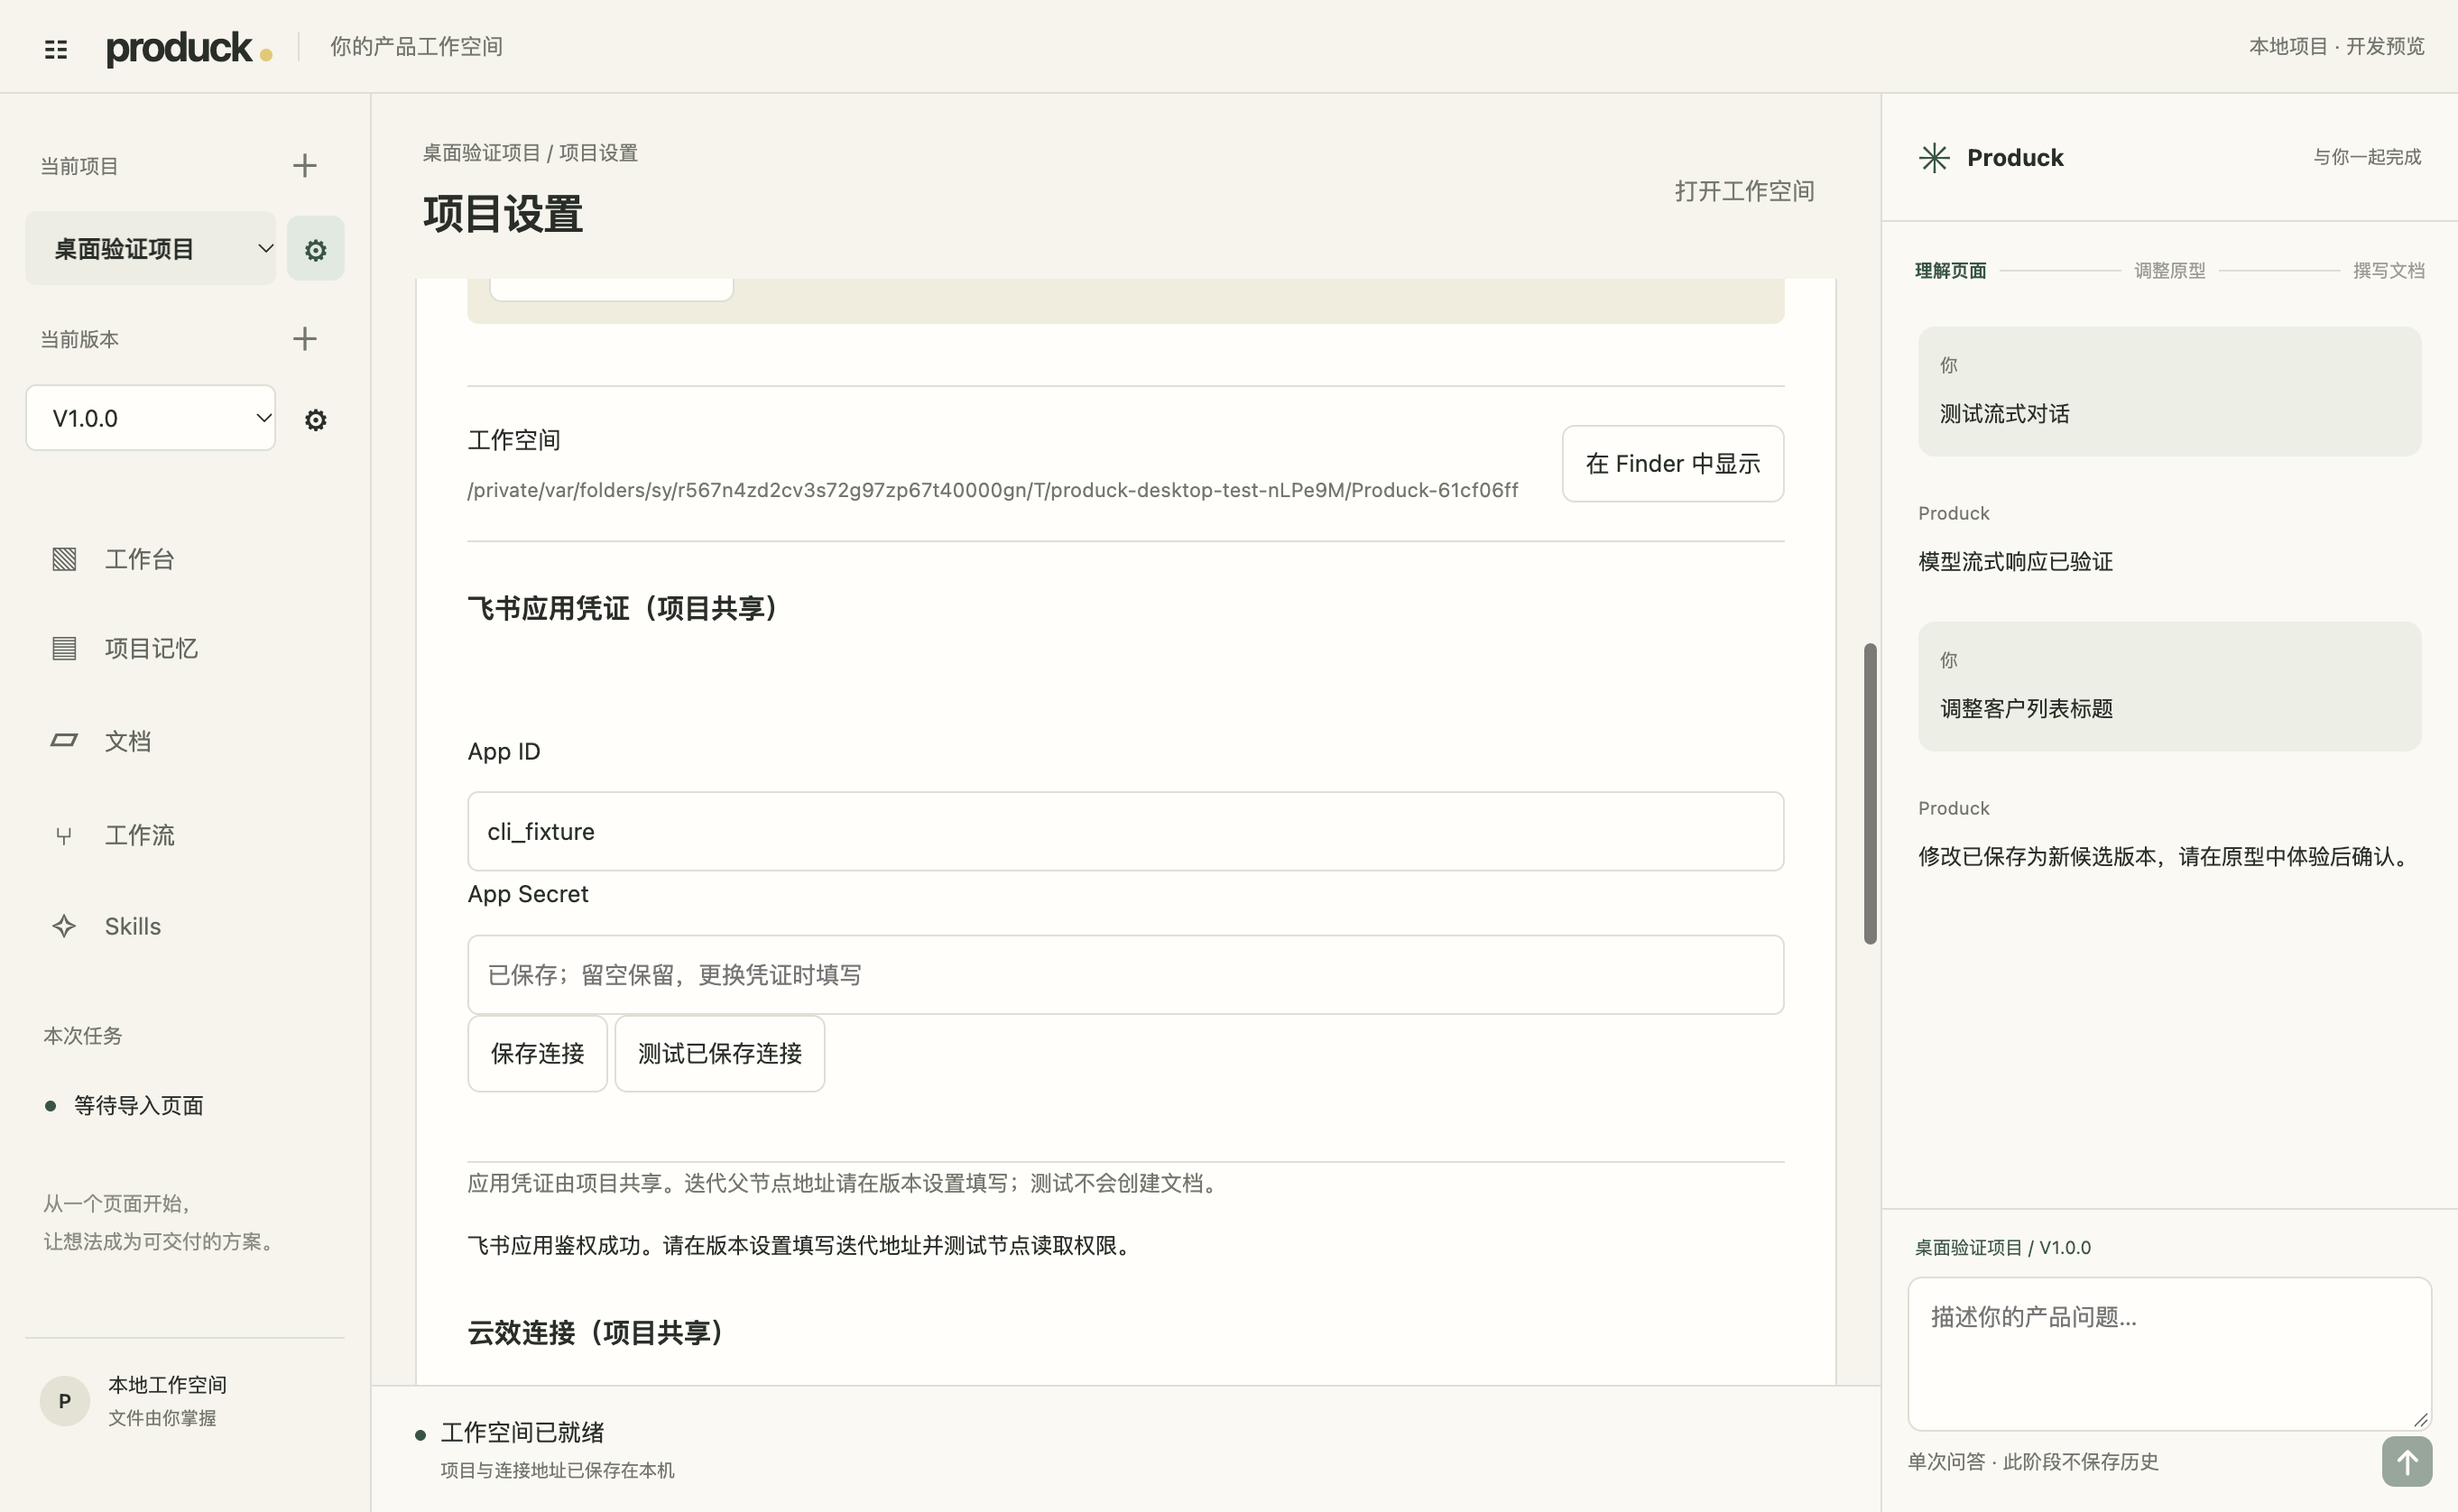 produck
你的产品工作空间
本地项目 · 开发预览
当前项目
桌面验证项目
当前版本
V1.0.0
工作台
项目记忆
文档
工作流
Skills
本次任务
等待导入页面
从一个页面开始，
让想法成为可交付的方案。
P
本地工作空间
文件由你掌握
桌面验证项目 / 项目设置
项目设置
打开工作空间
工作空间
/private/var/folders/sy/r567n4zd2cv3s72g97zp67t40000gn/T/produck-desktop-test-nLPe9M/Produck-61cf06ff
在 Finder 中显示
飞书应用凭证（项目共享）
App ID
cli_fixture
App Secret
已保存；留空保留，更换凭证时填写
保存连接
测试已保存连接
应用凭证由项目共享。迭代父节点地址请在版本设置填写；测试不会创建文档。
飞书应用鉴权成功。请在版本设置填写迭代地址并测试节点读取权限。
云效连接（项目共享）
工作空间已就绪
项目与连接地址已保存在本机
Produck
与你一起完成
理解页面
调整原型
撰写文档
你
测试流式对话
Produck
模型流式响应已验证
你
调整客户列表标题
Produck
修改已保存为新候选版本，请在原型中体验后确认。
桌面验证项目 / V1.0.0
描述你的产品问题...
单次问答 · 此阶段不保存历史